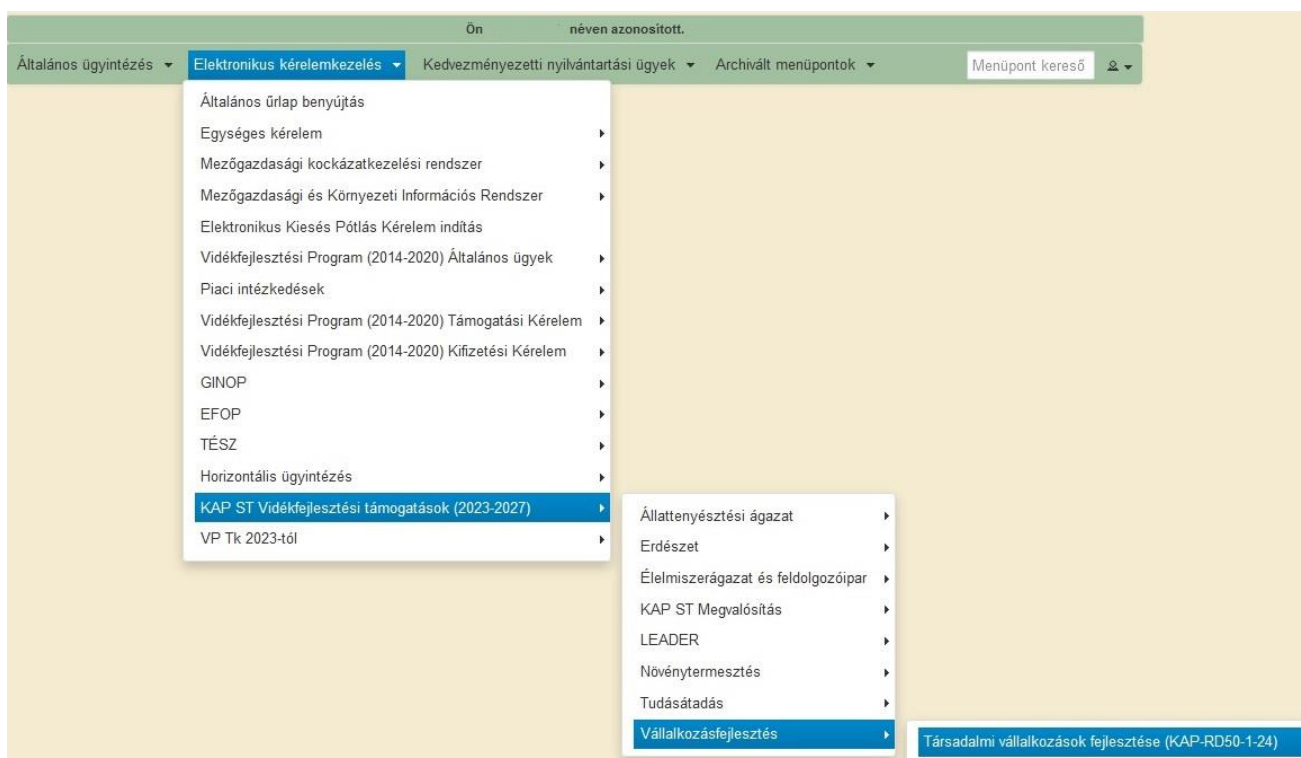 Ön néven azonosított.
Általános ügyintézés Elektronikus kérelemkezelés Kedvezményezetti nyilvántartási ügyek Archivált menüpontok Menüpont kereső
Általános űrlap benyújtás
Egységes kérelem
Mezőgazdasági kockázatkezelési rendszer
Mezőgazdasági és Környezeti Információs Rendszer
Elektronikus Kiesés Pótlás Kérelem indítás
Vidékfejlesztési Program (2014-2020) Általános ügyek
Piaci intézkedések
Vidékfejlesztési Program (2014-2020) Támogatási Kérelem
Vidékfejlesztési Program (2014-2020) Kifizetési Kérelem
GINOP
EFOP
TÉSZ
Horizontális ügyintézés
KAP ST Vidékfejlesztési támogatások (2023-2027)
VP Tk 2023-tól
Állattenyésztési ágazat
Erdészet
Élelmiszerágazat és feldolgozóipar
KAP ST Megvalósítás
LEADER
Növénytermesztés
Tudásátadás
Vállalkozásfejlesztés
Társadalmi vállalkozások fejlesztése (KAP-RD50-1-24)